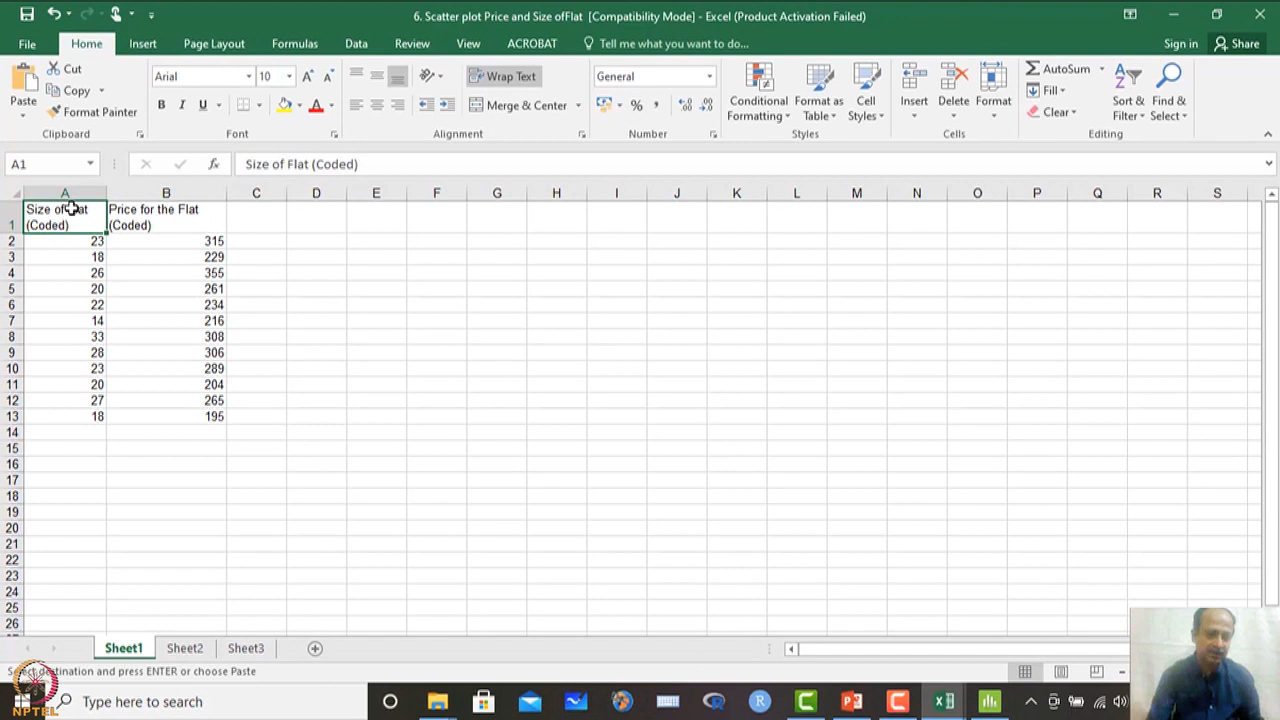 6. Scatter plot Price and Size ofFlat [Compatibility Mode] - Excel (Product Activation Failed)
File Home Insert Page Layout Formulas Data Review View ACROBAT Tell me what you want to do... Sign in Share
Paste
Cut
Copy
Format Painter
Arial 10
B I U
Wrap Text
Merge & Center
General
Conditional Formatting
Format as Table
Cell Styles
Insert
Delete
Format
AutoSum
Fill
Clear
Sort & Filter
Find & Select
Clipboard Font Alignment Number Styles Cells Editing
A1 fx Size of Flat (Coded)
A B C D E F G H I J K L M N O P Q R S
Size of Price for the Flat
1 (Coded) (Coded)
2 23 315
3 18 229
4 26 355
5 20 261
6 22 234
7 14 216
8 33 308
9 28 306
10 23 289
11 20 204
12 27 265
13 18 195
14
15
16
17
18
19
20
21
22
23
24
25
26
Sheet1 Sheet2 Sheet3
destination and press ENTER or choose Paste
Type here to search
NPTEL